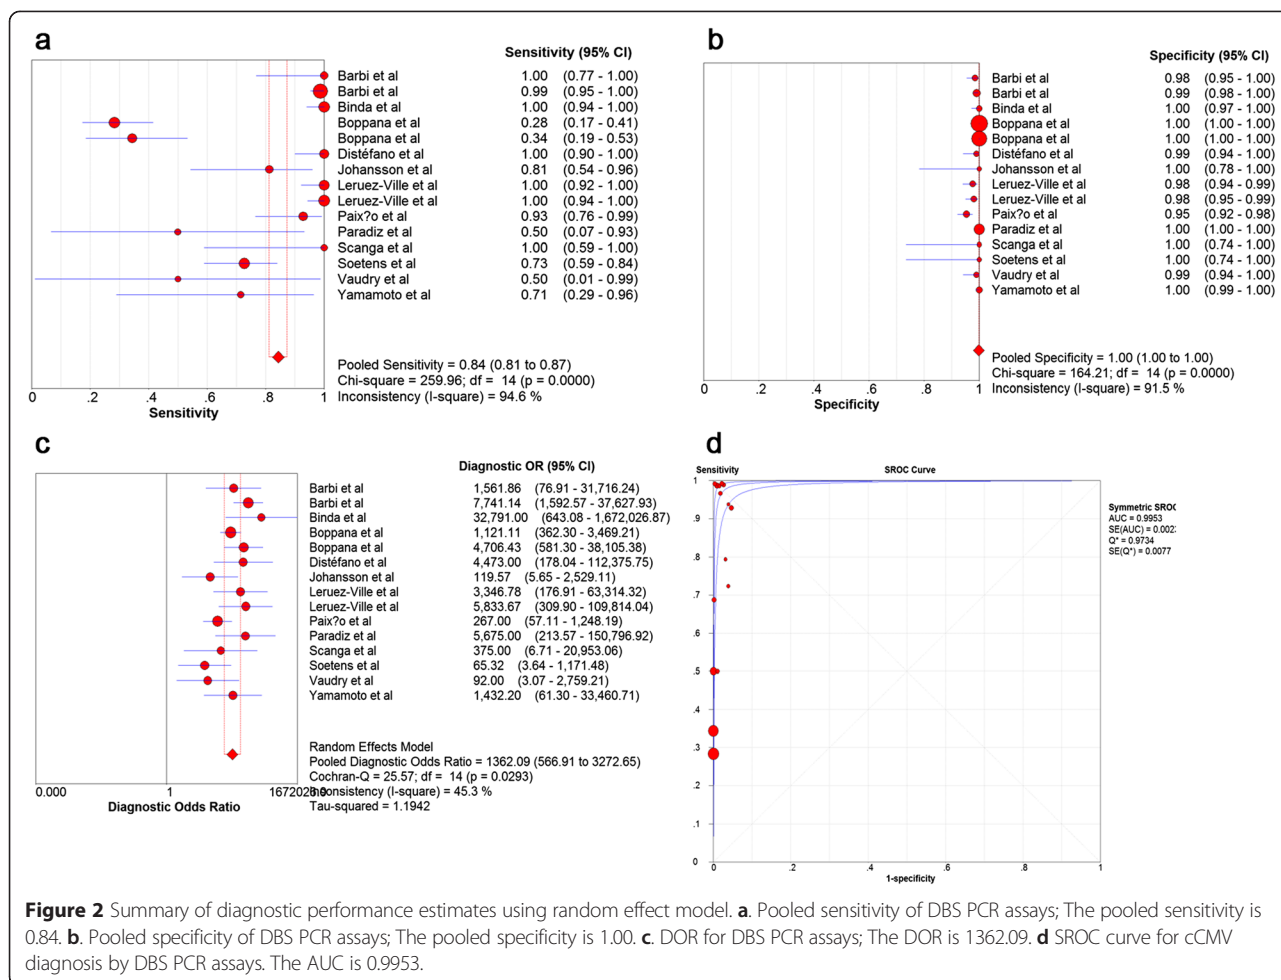 a
Sensitivity (95% CI)
Barbi et al 1.00 (0.77 - 1.00)
Barbi et al 0.99 (0.95 - 1.00)
Binda et al 1.00 (0.94 - 1.00)
Boppana et al 0.28 (0.17 - 0.41)
Boppana et al 0.34 (0.19 - 0.53)
Distéfano et al 1.00 (0.90 - 1.00)
Johansson et al 0.81 (0.54 - 0.96)
Leruez-Ville et al 1.00 (0.92 - 1.00)
Leruez-Ville et al 1.00 (0.94 - 1.00)
Paix?o et al 0.93 (0.76 - 0.99)
Paradiz et al 0.50 (0.07 - 0.93)
Scanga et al 1.00 (0.59 - 1.00)
Soetens et al 0.73 (0.59 - 0.84)
Vaudry et al 0.50 (0.01 - 0.99)
Yamamoto et al 0.71 (0.29 - 0.96)
Pooled Sensitivity = 0.84 (0.81 to 0.87)
Chi-square = 259.96; df = 14 (p = 0.0000)
Inconsistency (I-square) = 94.6 %
0 .2 .4 .6 .8 1
Sensitivity
b
Specificity (95% CI)
Barbi et al 0.98 (0.95 - 1.00)
Barbi et al 0.99 (0.98 - 1.00)
Binda et al 1.00 (0.97 - 1.00)
Boppana et al 1.00 (1.00 - 1.00)
Boppana et al 1.00 (1.00 - 1.00)
Distéfano et al 0.99 (0.94 - 1.00)
Johansson et al 1.00 (0.78 - 1.00)
Leruez-Ville et al 0.98 (0.94 - 0.99)
Leruez-Ville et al 0.98 (0.95 - 0.99)
Paix?o et al 0.95 (0.92 - 0.98)
Paradiz et al 1.00 (1.00 - 1.00)
Scanga et al 1.00 (0.74 - 1.00)
Soetens et al 1.00 (0.74 - 1.00)
Vaudry et al 0.99 (0.94 - 1.00)
Yamamoto et al 1.00 (0.99 - 1.00)
Pooled Specificity = 1.00 (1.00 to 1.00)
Chi-square = 164.21; df = 14 (p = 0.0000)
Inconsistency (I-square) = 91.5 %
0 .2 .4 .6 .8 1
Specificity
c
Diagnostic OR (95% CI)
Barbi et al 1,561.86 (76.91 - 31,716.24)
Barbi et al 7,741.14 (1,592.57 - 37,627.93)
Binda et al 32,791.00 (643.08 - 1,672,026.87)
Boppana et al 1,121.11 (362.30 - 3,469.21)
Boppana et al 4,706.43 (581.30 - 38,105.38)
Distéfano et al 4,473.00 (178.04 - 112,375.75)
Johansson et al 119.57 (5.65 - 2,529.11)
Leruez-Ville et al 3,346.78 (176.91 - 63,314.32)
Leruez-Ville et al 5,833.67 (309.90 - 109,814.04)
Paix?o et al 267.00 (57.11 - 1,248.19)
Paradiz et al 5,675.00 (213.57 - 150,796.92)
Scanga et al 375.00 (6.71 - 20,953.06)
Soetens et al 65.32 (3.64 - 1,171.48)
Vaudry et al 92.00 (3.07 - 2,759.21)
Yamamoto et al 1,432.20 (61.30 - 33,460.71)
Random Effects Model
Pooled Diagnostic Odds Ratio = 1362.09 (566.91 to 3272.65)
Cochran-Q = 25.57; df = 14 (p = 0.0293)
Inconsistency (I-square) = 45.3 %
Tau-squared = 1.1942
0.000 1
Diagnostic Odds Ratio
d
Sensitivity SROC Curve
1
.9
.8
.7
.6
.5
.4
.3
.2
.1
0
0 .2 .4 .6 .8 1
1-specificity
Symmetric SROC
AUC = 0.9953
SE(AUC) = 0.002
Q* = 0.9734
SE(Q*) = 0.0077
Figure 2 Summary of diagnostic performance estimates using random effect model. a. Pooled sensitivity of DBS PCR assays; The pooled sensitivity is
0.84. b. Pooled specificity of DBS PCR assays; The pooled specificity is 1.00. c. DOR for DBS PCR assays; The DOR is 1362.09. d SROC curve for cCMV
diagnosis by DBS PCR assays. The AUC is 0.9953.